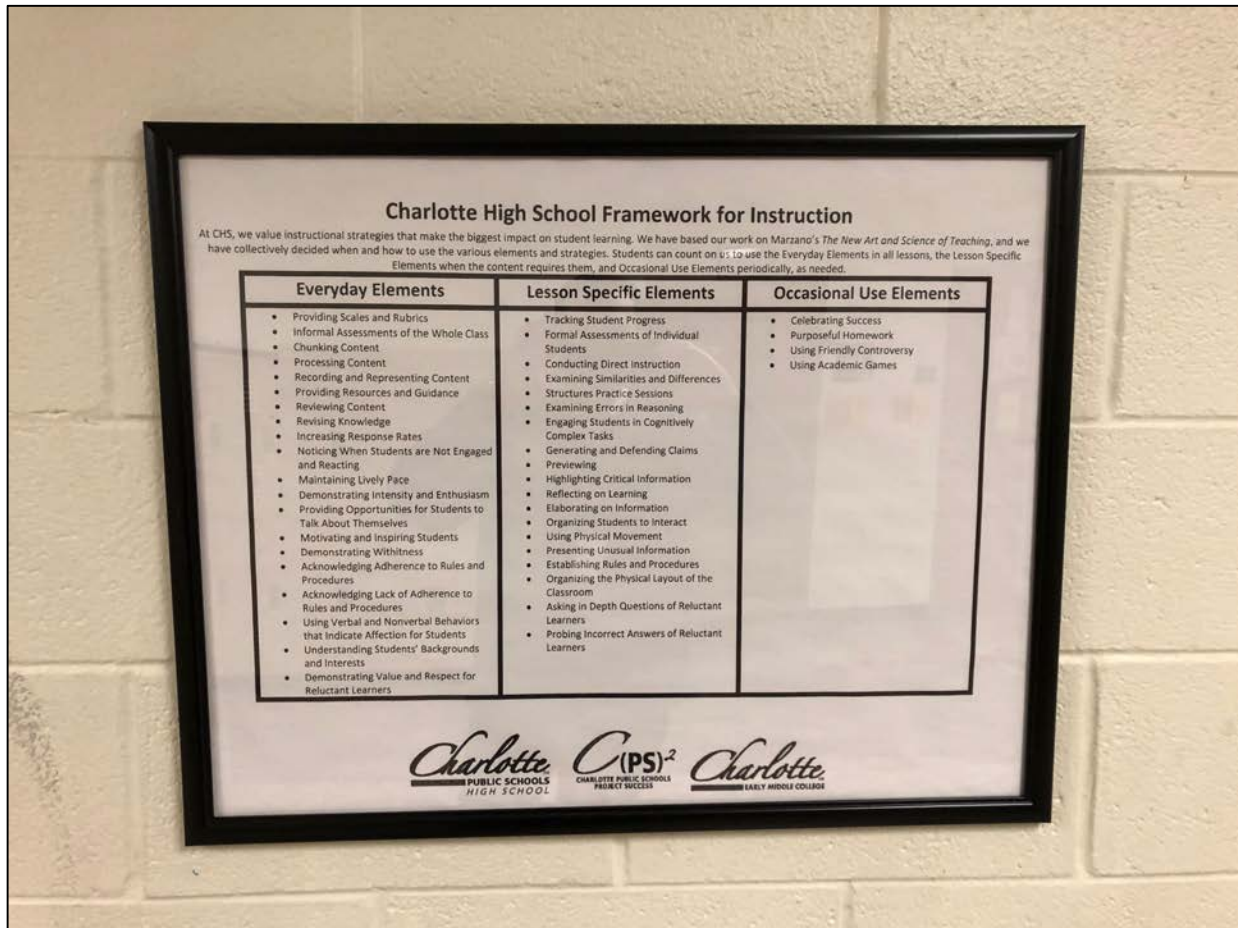 Charlotte High School Framework for Instruction
At CHS, we value instructional strategies that make the biggest impact on student learning. We have based our work on Marzano's The New Art and Science of Teaching, and we
have collectively decided when and how to use the various elements and strategies. Students can count on us to use the Everyday Elements in all lessons, the Lesson Specific
Elements when the content requires them, and Occasional Use Elements periodically, as needed.
Everyday Elements
• Providing Scales and Rubrics
• Informal Assessments of the Whole Class
• Chunking Content
• Processing Content
• Recording and Representing Content
• Providing Resources and Guidance
• Reviewing Content
• Revising Knowledge
• Increasing Response Rates
• Noticing When Students are Not Engaged
and Reacting
• Maintaining Lively Pace
• Demonstrating Intensity and Enthusiasm
• Providing Opportunities for Students to
Talk About Themselves
• Motivating and Inspiring Students
• Demonstrating Withitness
• Acknowledging Adherence to Rules and
Procedures
• Acknowledging Lack of Adherence to
Rules and Procedures
• Using Verbal and Nonverbal Behaviors
that Indicate Affection for Students
• Understanding Students' Backgrounds
and Interests
• Demonstrating Value and Respect for
Reluctant Learners
Lesson Specific Elements
• Tracking Student Progress
• Formal Assessments of Individual
Students
• Conducting Direct Instruction
• Examining Similarities and Differences
• Structures Practice Sessions
• Examining Errors in Reasoning
• Engaging Students in Cognitively
Complex Tasks
• Generating and Defending Claims
• Previewing
• Highlighting Critical Information
• Reflecting on Learning
• Elaborating on Information
• Organizing Students to Interact
• Using Physical Movement
• Presenting Unusual Information
• Establishing Rules and Procedures
• Organizing the Physical Layout of the
Classroom
• Asking in Depth Questions of Reluctant
Learners
• Probing Incorrect Answers of Reluctant
Learners
Occasional Use Elements
• Celebrating Success
• Purposeful Homework
• Using Friendly Controversy
• Using Academic Games
Charlotte
PUBLIC SCHOOLS
HIGH SCHOOL
C(PS)-2
CHARLOTTE PUBLIC SCHOOLS
PROJECT SUCCESS
Charlotte
EARLY MIDDLE COLLEGE